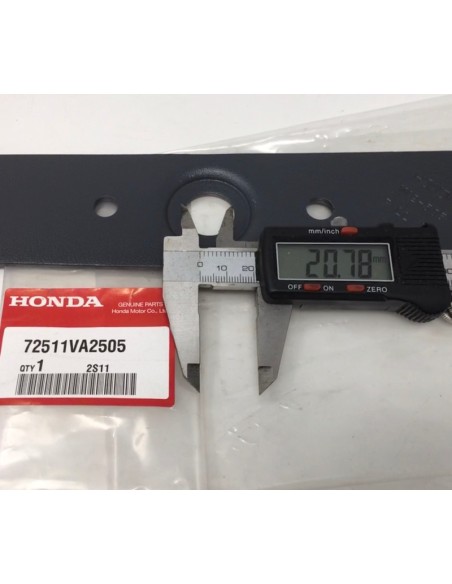 mm/inch
20.78 mm
OFF ON ZERO
0 10 20
HONDA
GENUINE PARTS
Honda Motor Co., Ltd.
72511VA2505
QTY 1 2S11